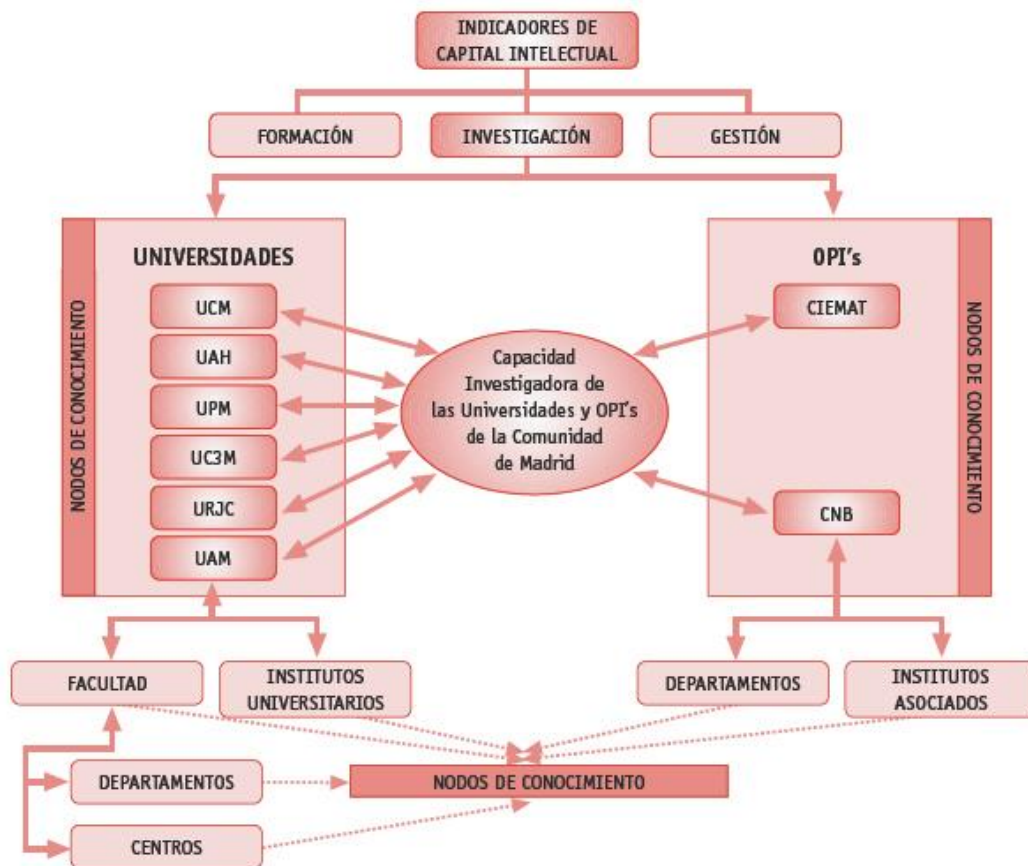 INDICADORES DE
CAPITAL INTELECTUAL
FORMACIÓN
INVESTIGACIÓN
GESTIÓN
NODOS DE CONOCIMIENTO
UNIVERSIDADES
UCM
UAH
UPM
UC3M
URJC
UAM
Capacidad
Investigadora de
las Universidades y OPI's
de la Comunidad
de Madrid
OPI's
CIEMAT
CNB
NODOS DE CONOCIMIENTO
FACULTAD
INSTITUTOS
UNIVERSITARIOS
DEPARTAMENTOS
INSTITUTOS
ASOCIADOS
DEPARTAMENTOS
NODOS DE CONOCIMIENTO
CENTROS